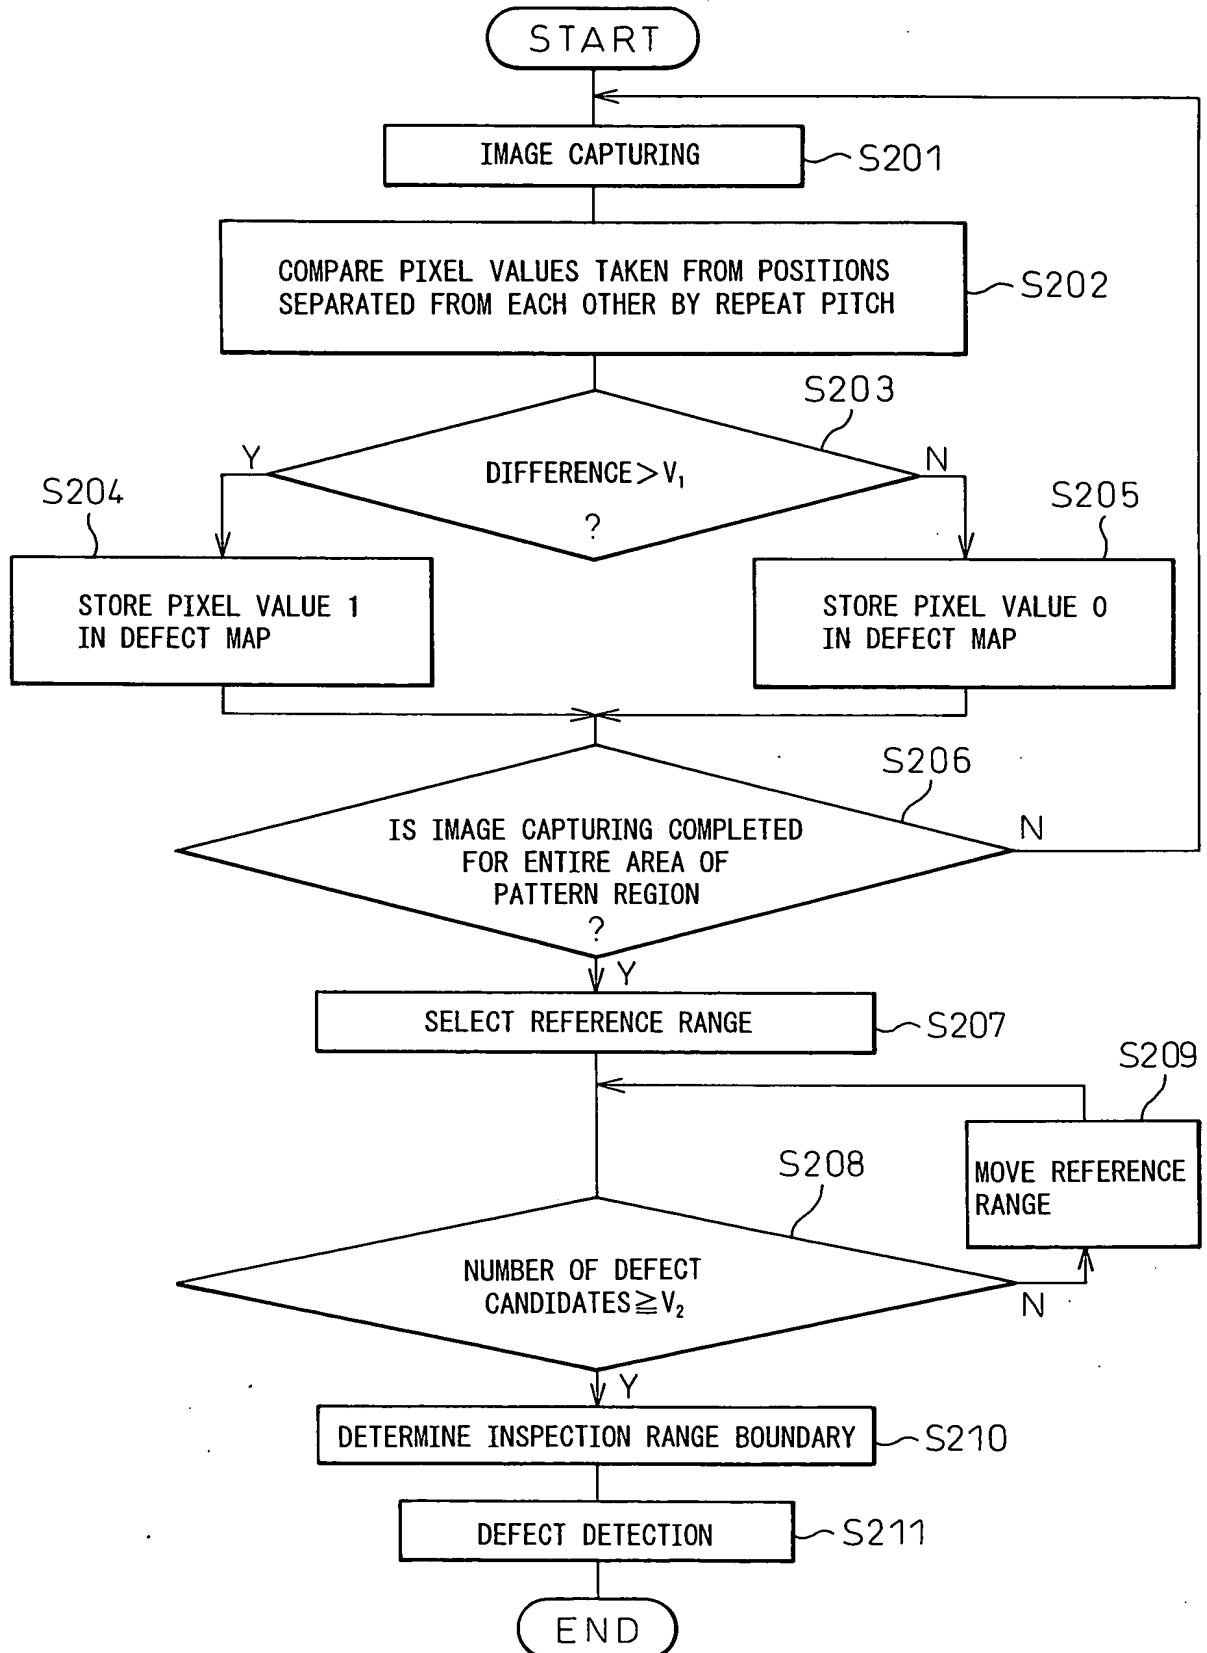 START
IMAGE CAPTURING
S201
COMPARE PIXEL VALUES TAKEN FROM POSITIONS
SEPARATED FROM EACH OTHER BY REPEAT PITCH
S202
S203
Y
N
DIFFERENCE>V₁
?
S204
S205
STORE PIXEL VALUE 1
IN DEFECT MAP
STORE PIXEL VALUE 0
IN DEFECT MAP
S206
N
IS IMAGE CAPTURING COMPLETED
FOR ENTIRE AREA OF
PATTERN REGION
?
Y
SELECT REFERENCE RANGE
S207
S209
MOVE REFERENCE
RANGE
S208
NUMBER OF DEFECT
CANDIDATES≧V₂
N
Y
DETERMINE INSPECTION RANGE BOUNDARY
S210
DEFECT DETECTION
S211
END